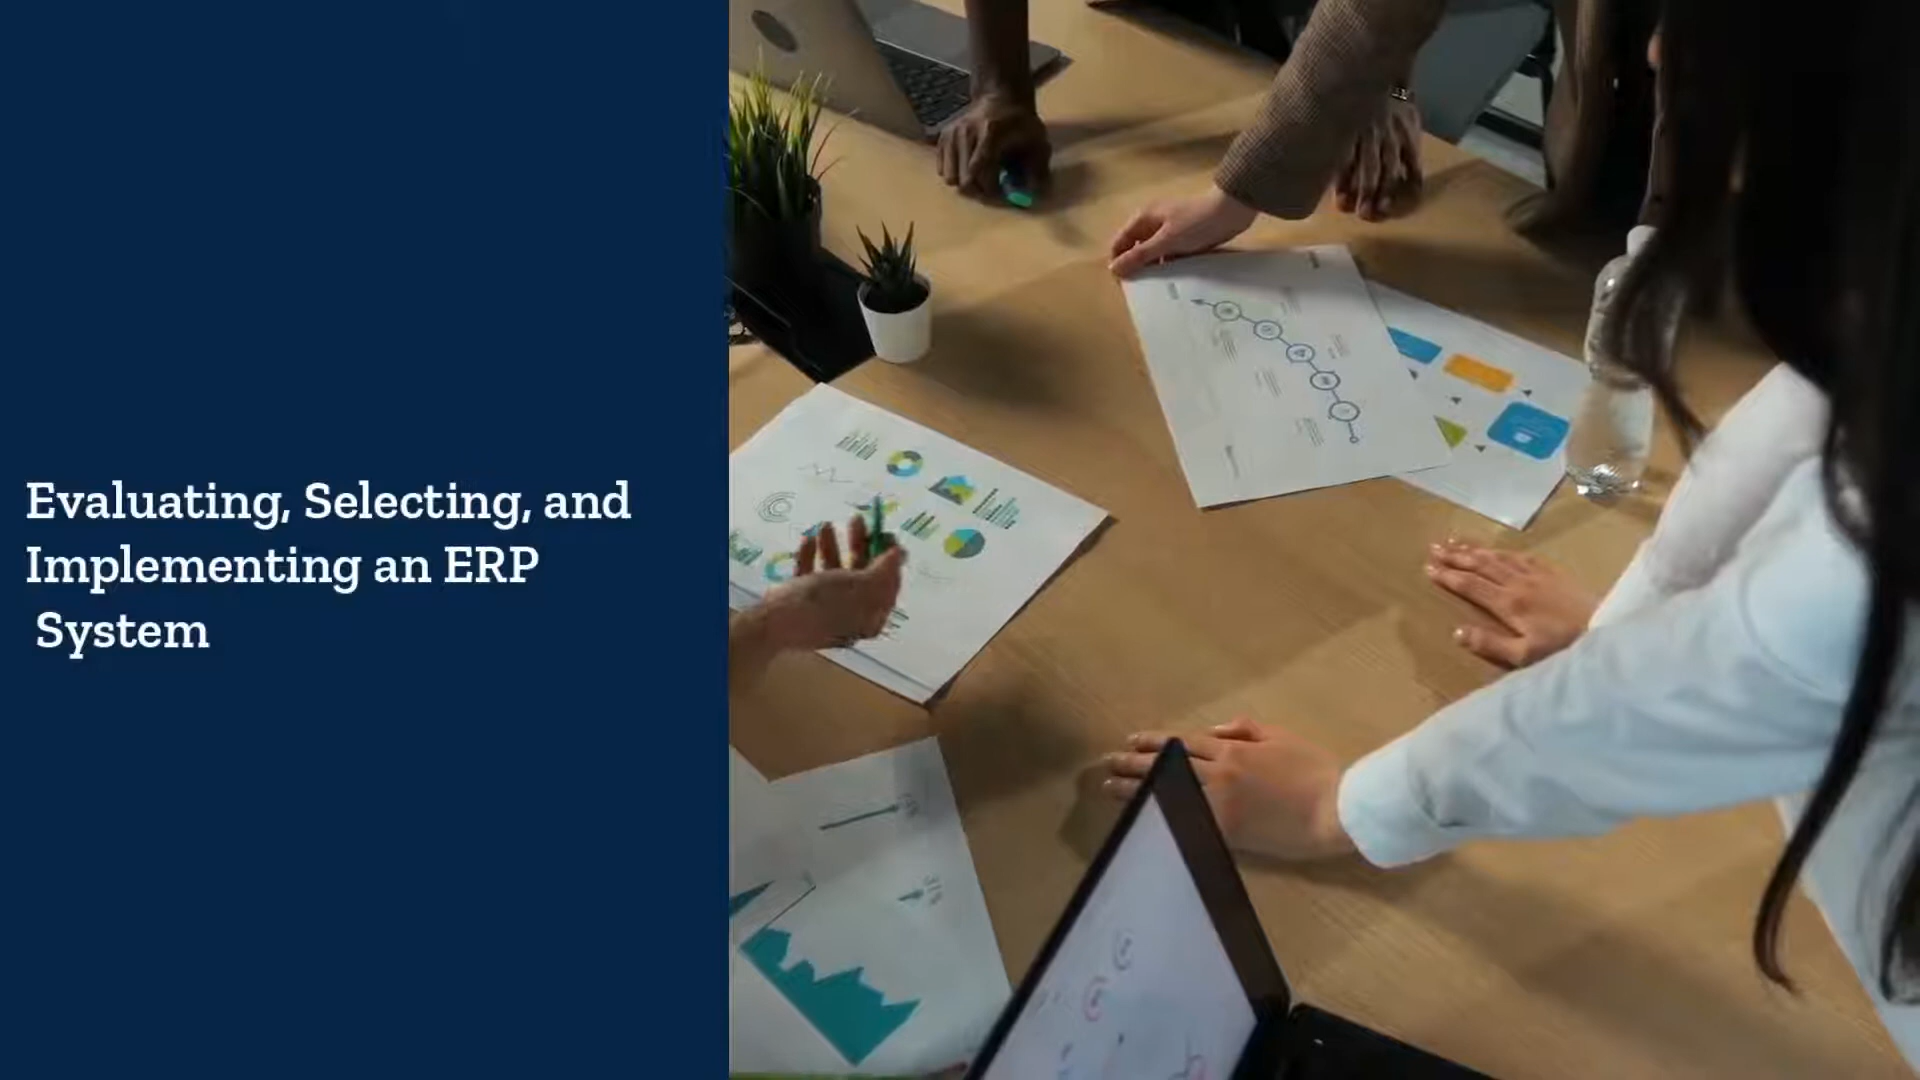 Evaluating, Selecting, and
Implementing an ERP
System